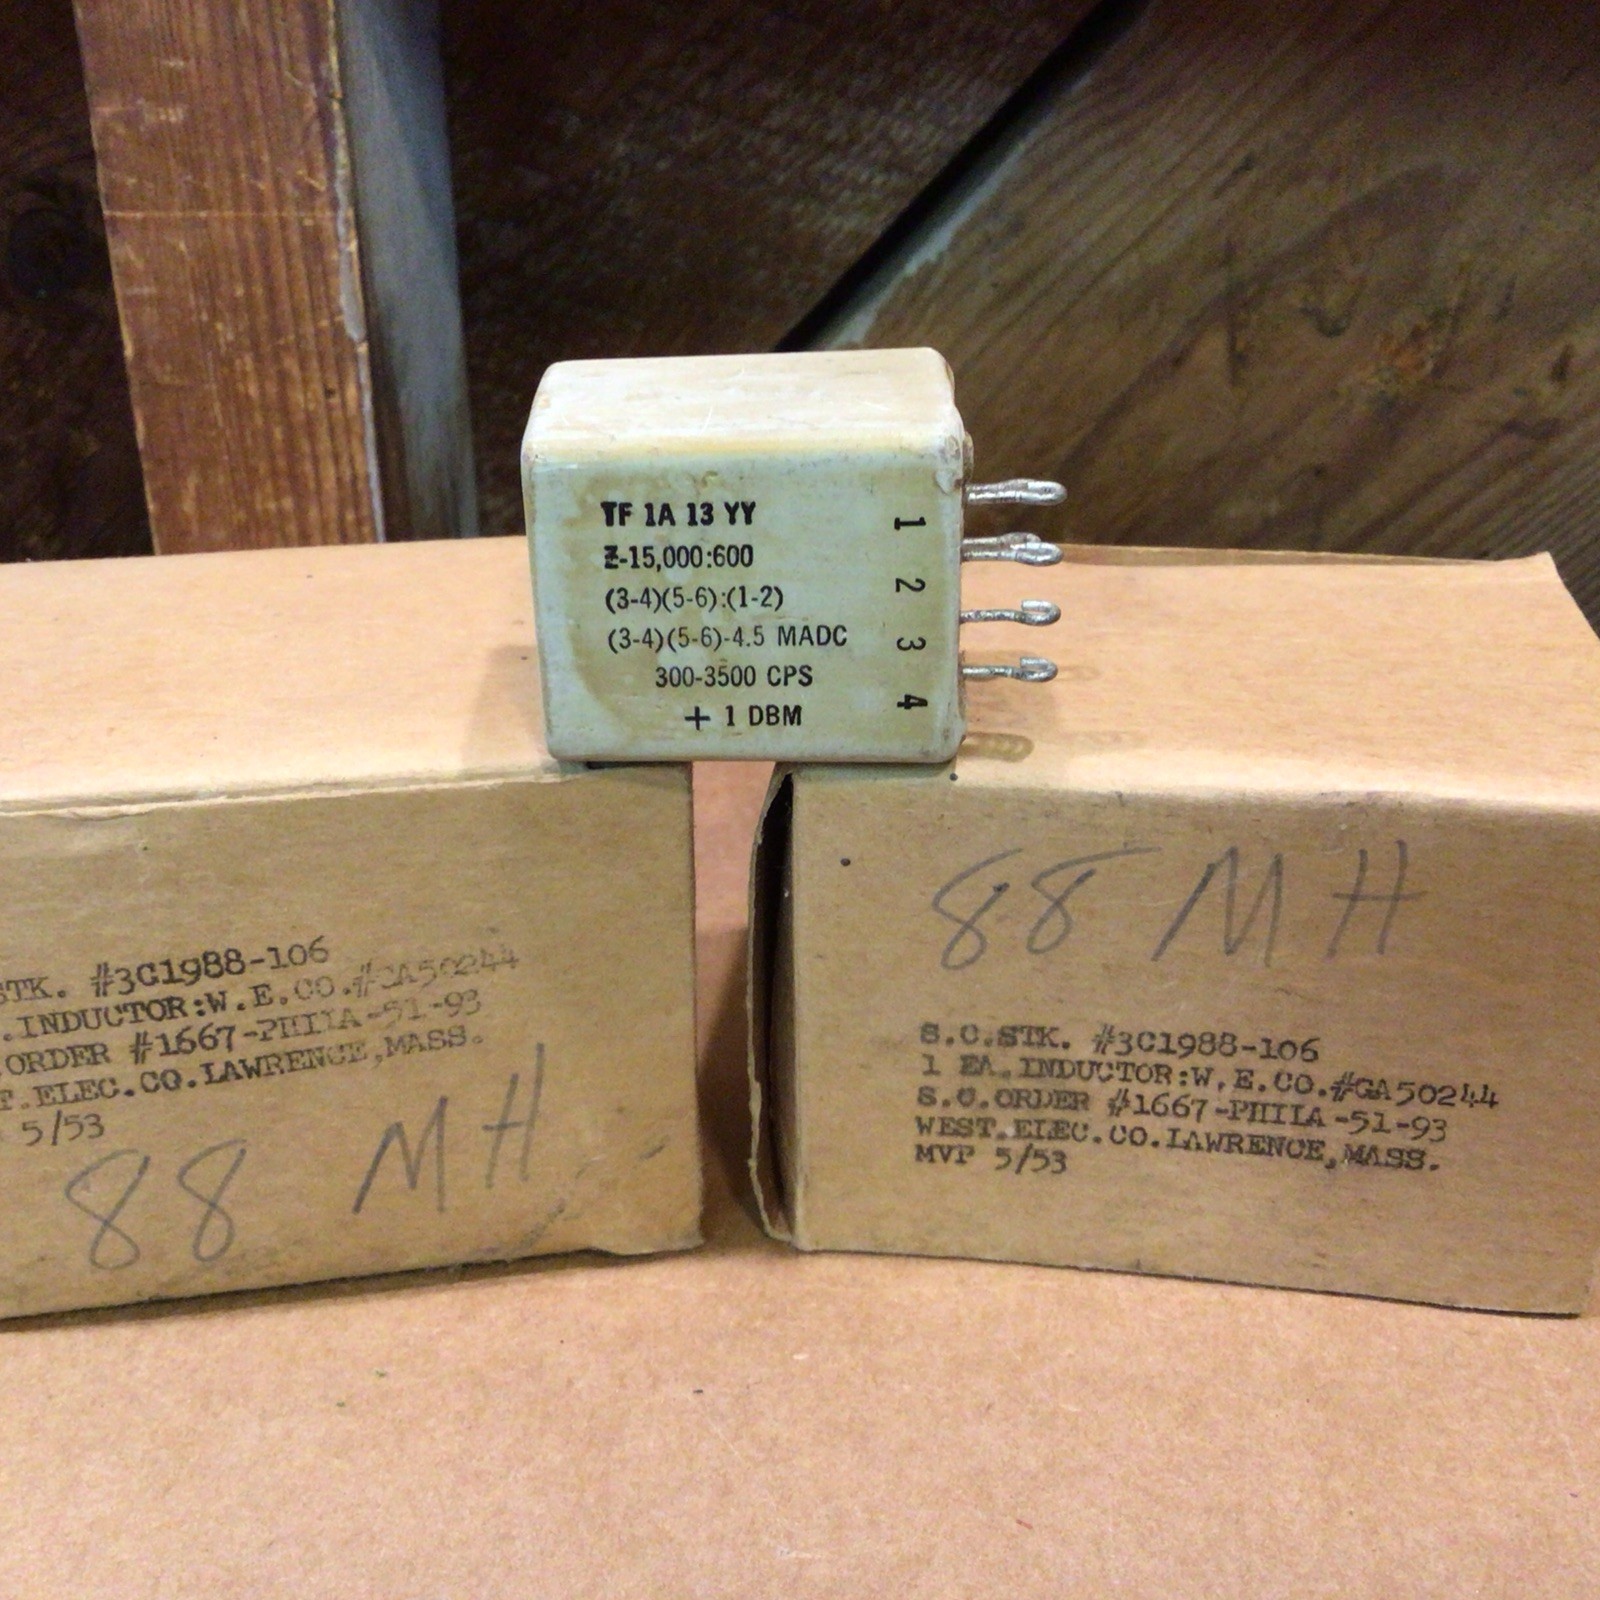 TF 1A 13 YY
Z-15,000:600
(3-4)(5-6):(1-2)
(3-4)(5-6)-4.5 MADC
300-3500 CPS
+ 1 DBM
1
2
3
4
STK. #3C1988-106
.INDUCTOR:W.E.CO.#GA50244
.ORDER #1667-PHILA-51-93
.ELEC.CO.LAWRENCE,MASS.
5/53
88 MH
88 MH
S.C.STK. #3C1988-106
1 EA.INDUCTOR:W.E.CO.#GA50244
S.C.ORDER #1667-PHILA-51-93
WEST.ELEC.CO.LAWRENCE,MASS.
MVP 5/53